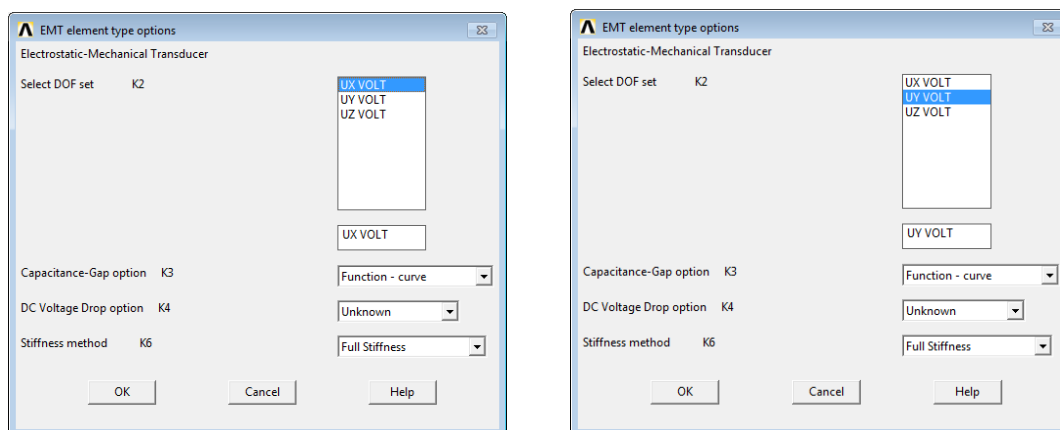 EMT element type options
Electrostatic-Mechanical Transducer
Select DOF set K2
UX VOLT
UY VOLT
UZ VOLT
UX VOLT
Capacitance-Gap option K3 Function - curve
DC Voltage Drop option K4 Unknown
Stiffness method K6 Full Stiffness
OK Cancel Help
EMT element type options
Electrostatic-Mechanical Transducer
Select DOF set K2
UX VOLT
UY VOLT
UZ VOLT
UY VOLT
Capacitance-Gap option K3 Function - curve
DC Voltage Drop option K4 Unknown
Stiffness method K6 Full Stiffness
OK Cancel Help